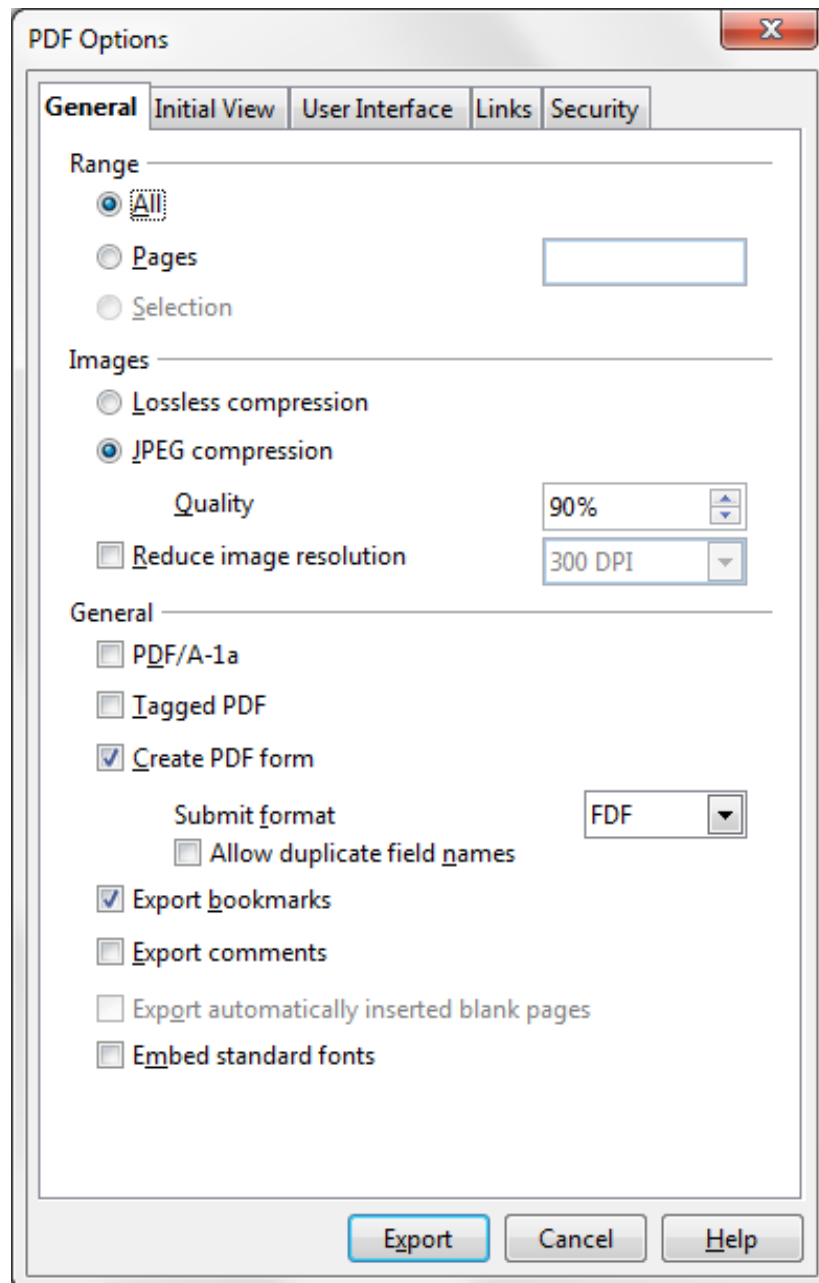 PDF Options
General Initial View User Interface Links Security
Range
All
Pages
Selection
Images
Lossless compression
JPEG compression
Quality 90%
Reduce image resolution 300 DPI
General
PDF/A-1a
Tagged PDF
Create PDF form
Submit format FDF
Allow duplicate field names
Export bookmarks
Export comments
Export automatically inserted blank pages
Embed standard fonts
Export Cancel Help